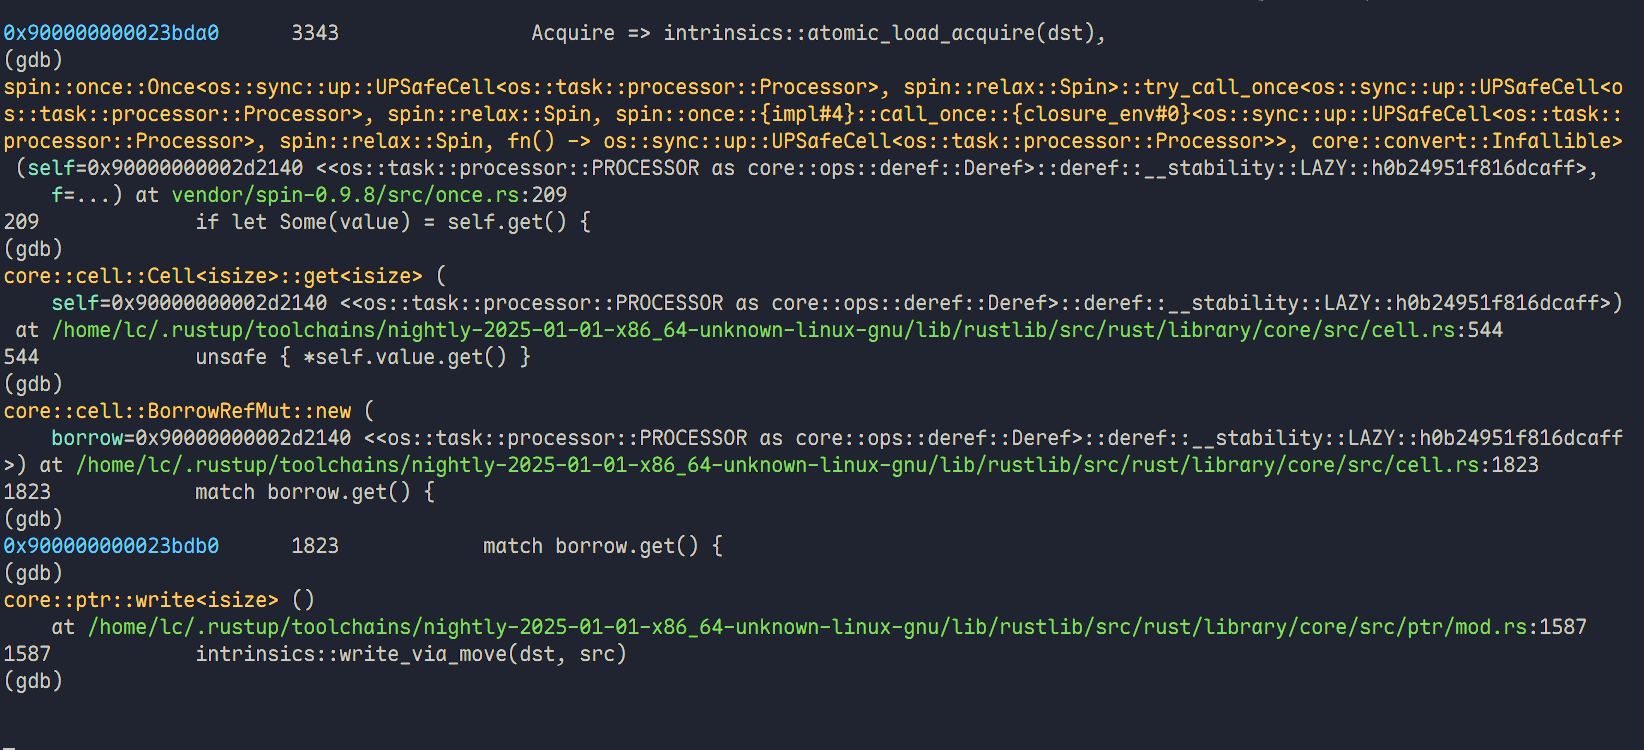 0x900000000023bda0      3343                Acquire => intrinsics::atomic_load_acquire(dst),
(gdb)
spin::once::Once<os::sync::up::UPSafeCell<os::task::processor::Processor>, spin::relax::Spin>::try_call_once<os::sync::up::UPSafeCell<o
s::task::processor::Processor>, spin::relax::Spin, spin::once::{impl#4}::call_once::{closure_env#0}<os::sync::up::UPSafeCell<os::task::
processor::Processor>, spin::relax::Spin, fn() -> os::sync::up::UPSafeCell<os::task::processor::Processor>>, core::convert::Infallible>
 (self=0x90000000002d2140 <<os::task::processor::PROCESSOR as core::ops::deref::Deref>::deref::__stability::LAZY::h0b24951f816dcaff>,
    f=...) at vendor/spin-0.9.8/src/once.rs:209
209             if let Some(value) = self.get() {
(gdb)
core::cell::Cell<isize>::get<isize> (
    self=0x90000000002d2140 <<os::task::processor::PROCESSOR as core::ops::deref::Deref>::deref::__stability::LAZY::h0b24951f816dcaff>)
 at /home/lc/.rustup/toolchains/nightly-2025-01-01-x86_64-unknown-linux-gnu/lib/rustlib/src/rust/library/core/src/cell.rs:544
544             unsafe { *self.value.get() }
(gdb)
core::cell::BorrowRefMut::new (
    borrow=0x90000000002d2140 <<os::task::processor::PROCESSOR as core::ops::deref::Deref>::deref::__stability::LAZY::h0b24951f816dcaff
>) at /home/lc/.rustup/toolchains/nightly-2025-01-01-x86_64-unknown-linux-gnu/lib/rustlib/src/rust/library/core/src/cell.rs:1823
1823            match borrow.get() {
(gdb)
0x900000000023bdb0      1823            match borrow.get() {
(gdb)
core::ptr::write<isize> ()
    at /home/lc/.rustup/toolchains/nightly-2025-01-01-x86_64-unknown-linux-gnu/lib/rustlib/src/rust/library/core/src/ptr/mod.rs:1587
1587            intrinsics::write_via_move(dst, src)
(gdb)